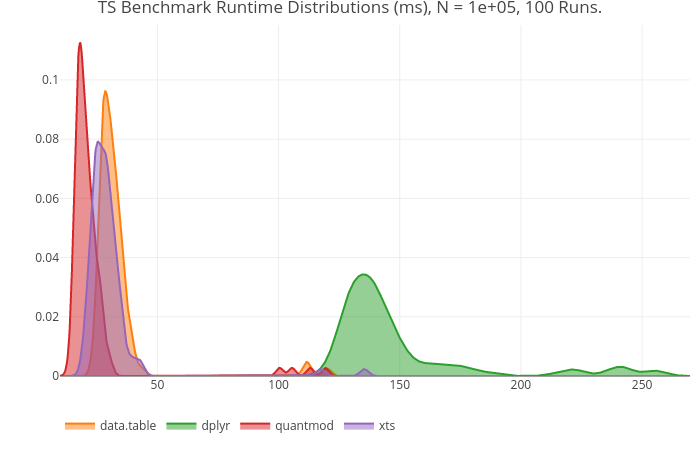 TS Benchmark Runtime Distributions (ms), N = 1e+05, 100 Runs.
0.1
0.08
0.06
0.04
0.02
0
50 100 150 200 250
data.table dplyr quantmod xts